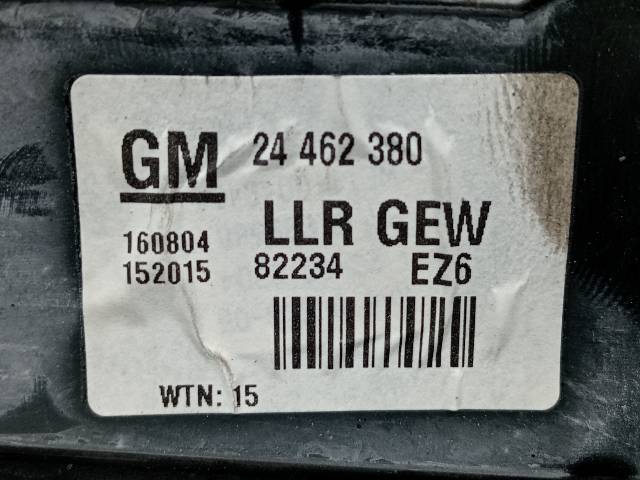 GM 24 462 380
LLR GEW
160804
152015 82234 EZ6
WTN: 15